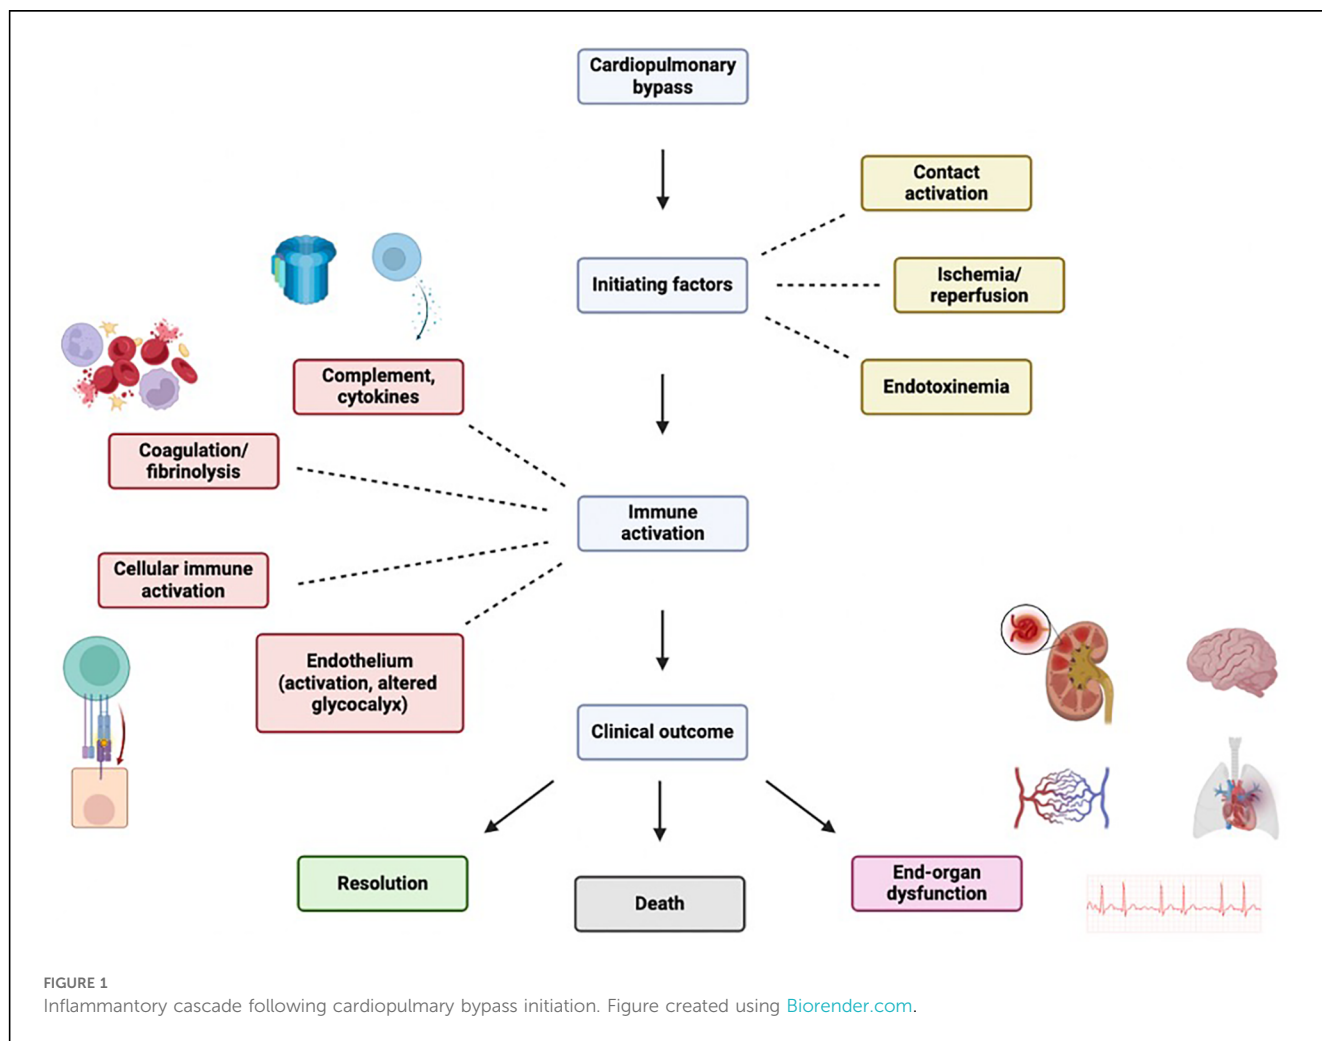 Cardiopulmonary
bypass
Contact
activation
Initiating factors
Ischemia/
reperfusion
Endotoxinemia
Complement,
cytokines
Coagulation/
fibrinolysis
Immune
activation
Cellular immune
activation
Endothelium
(activation, altered
glycocalyx)
Clinical outcome
Resolution
Death
End-organ
dysfunction
FIGURE 1
Inflammantory cascade following cardiopulmary bypass initiation. Figure created using Biorender.com.